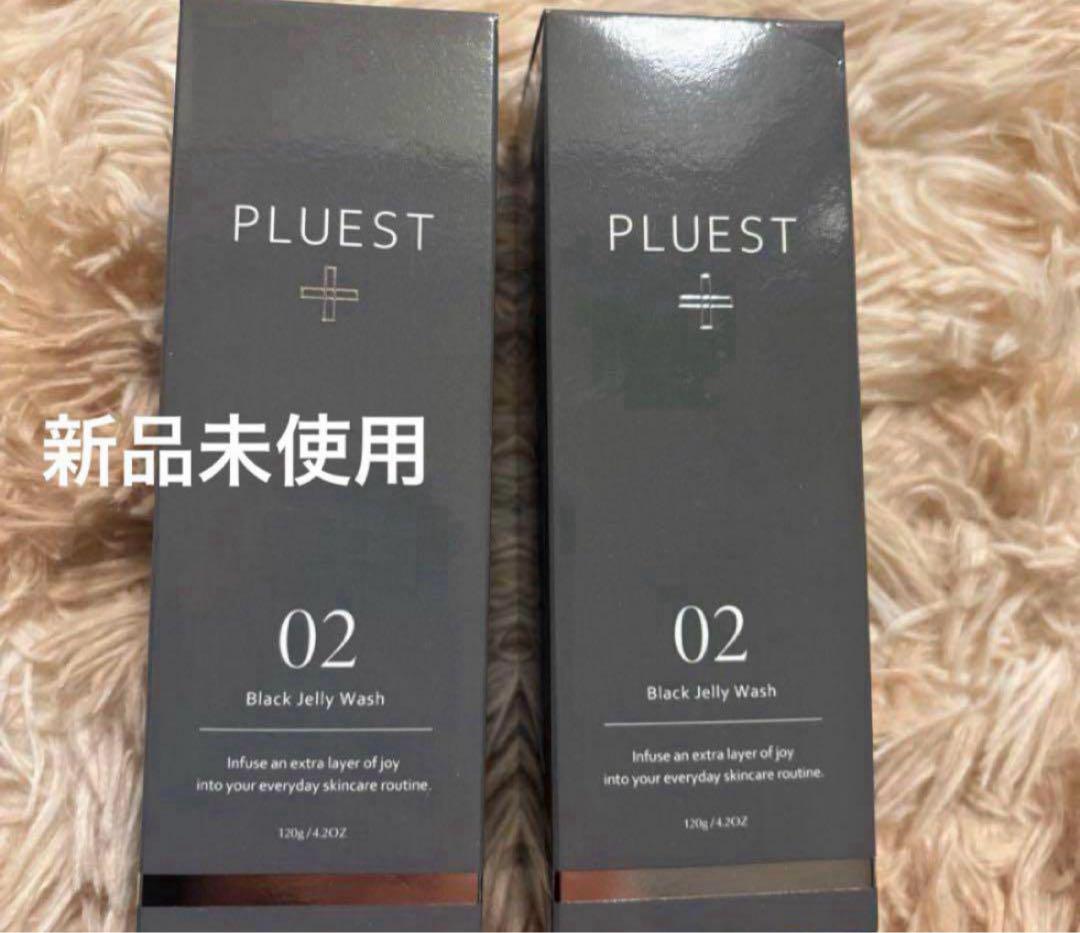 PLUEST
新品未使用
02
Black Jelly Wash
Infuse an extra layer of joy
into your everyday skincare routine.
120g/4.2OZ
PLUEST
02
Black Jelly Wash
Infuse an extra layer of joy
into your everyday skincare routine.
120g/4.2OZ